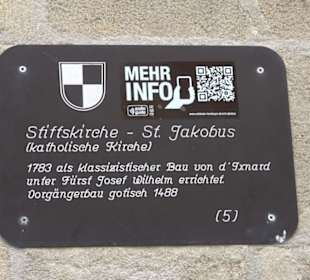 MEHR
INFO
Stiftskirche - St. Jakobus
(katholische Kirche)
1783 als klassizistischer Bau von d'Ixnard
unter Fürst Josef Wilhelm errichtet.
Vorgängerbau gotisch 1488
(5)